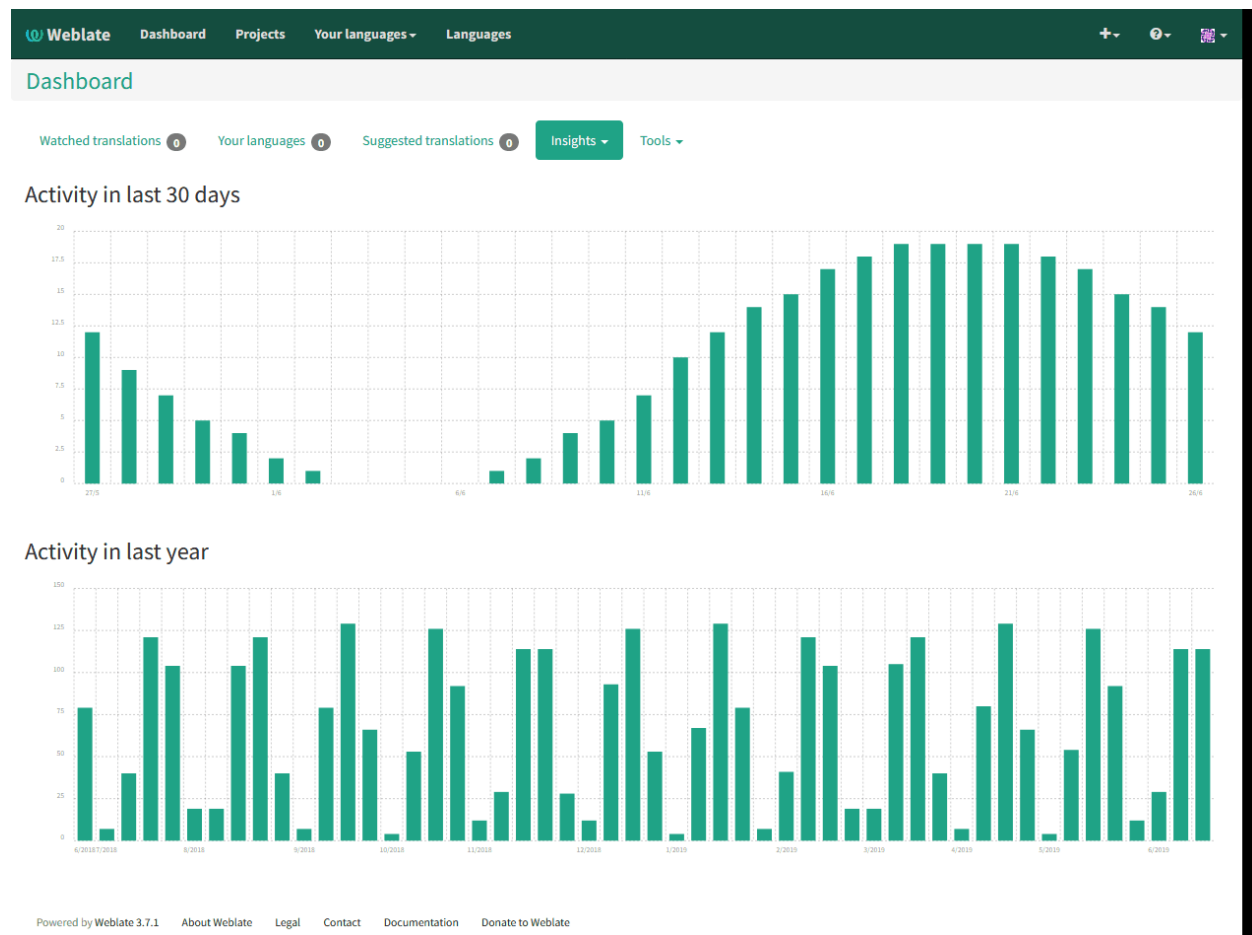 Weblate Dashboard Projects Your languages Languages
Dashboard
Watched translations 0 Your languages 0 Suggested translations 0 Insights Tools
Activity in last 30 days
20
17.5
15
12.5
10
7.5
5
2.5
0
27/5 1/6 6/6 11/6 16/6 21/6 26/6
Activity in last year
150
125
100
75
50
25
0
6/2018 7/2018 8/2018 9/2018 10/2018 11/2018 12/2018 1/2019 2/2019 3/2019 4/2019 5/2019 6/2019
Powered by Weblate 3.7.1 About Weblate Legal Contact Documentation Donate to Weblate